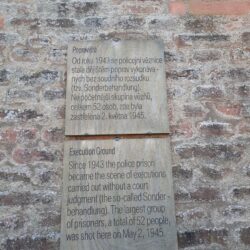 Popraviště
Od roku 1943 se policejní věznice
stala dějištěm poprav vykonáva-
ných bez soudního rozsudku
(tzv. Sonderbehandlung).
Nejpočetnější skupina vězňů,
celkem 52 osob, zde byla
zastřelena 2. května 1945.
Execution Ground
Since 1943 the police prison
became the scene of executions
carried out without a court
judgment (the so-called Sonder-
behandlung). The largest group
of prisoners, a total of 52 people,
was shot here on May 2, 1945.